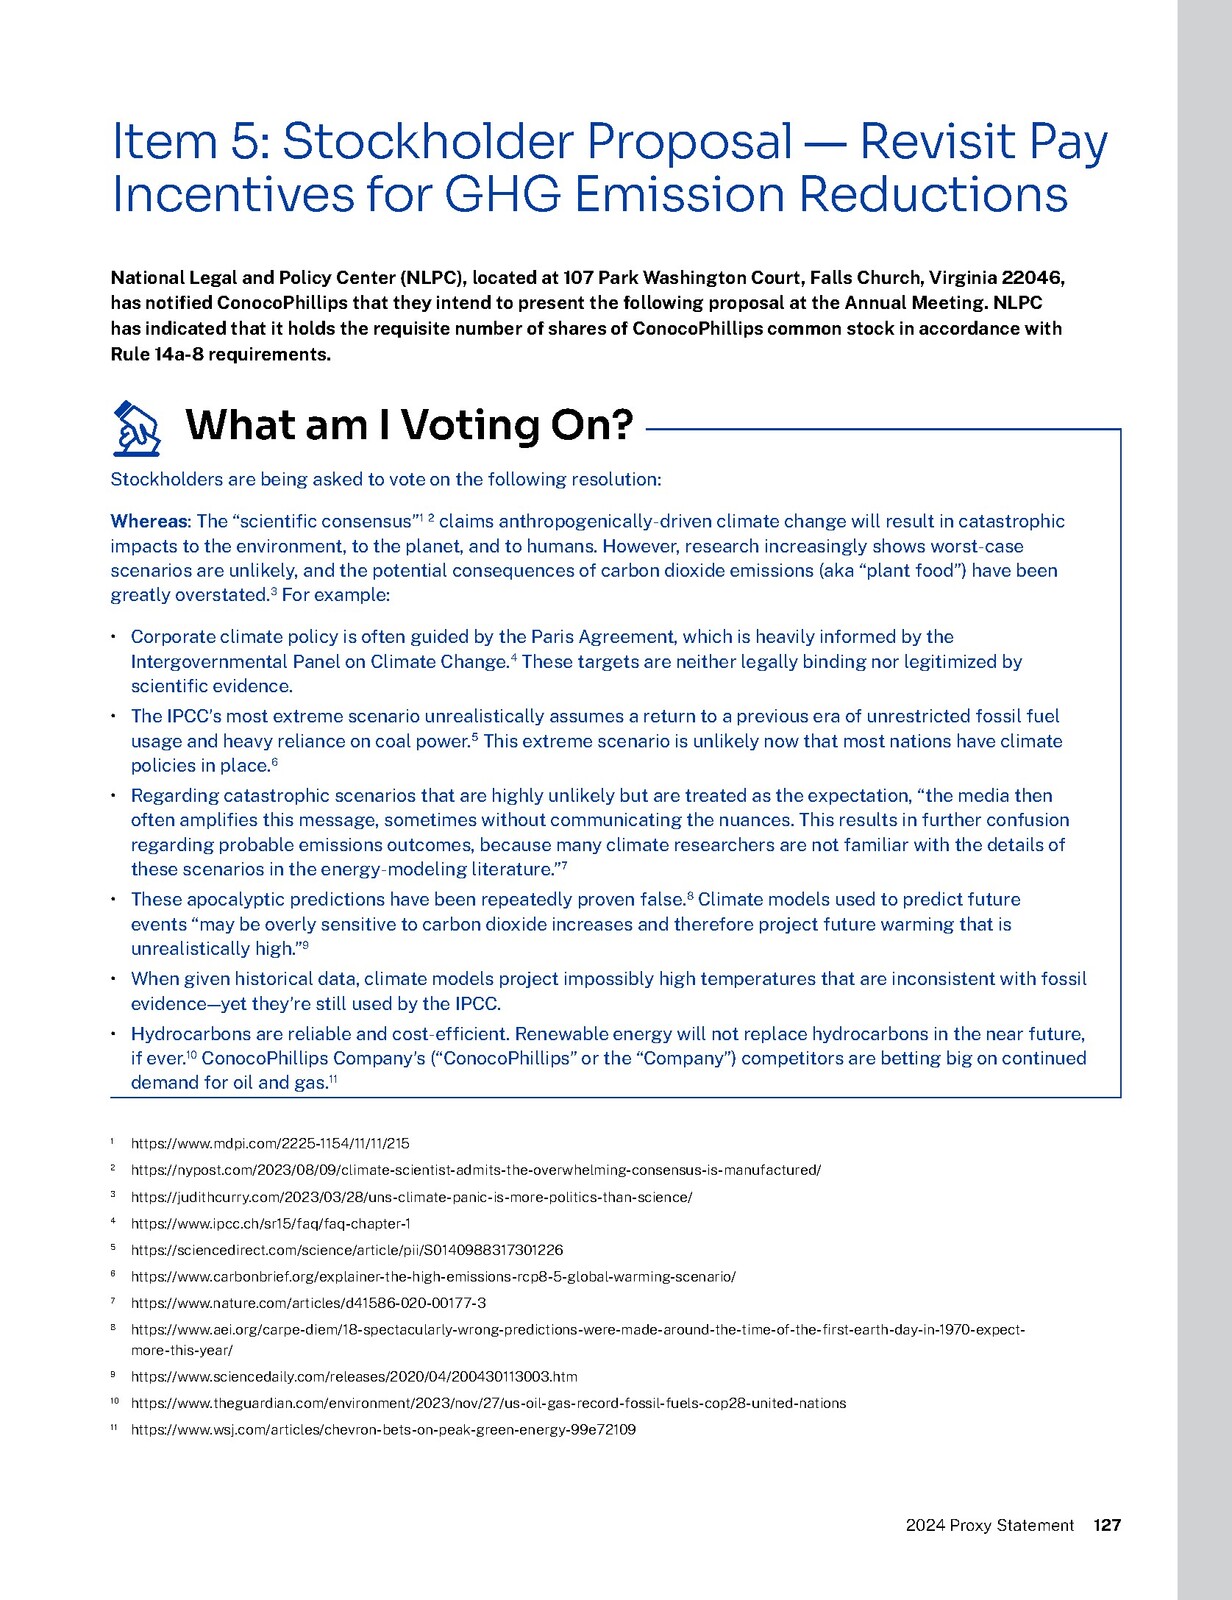 Item 5: Stockholder Proposal — Revisit Pay
Incentives for GHG Emission Reductions
National Legal and Policy Center (NLPC), located at 107 Park Washington Court, Falls Church, Virginia 22046,
has notified ConocoPhillips that they intend to present the following proposal at the Annual Meeting. NLPC
has indicated that it holds the requisite number of shares of ConocoPhillips common stock in accordance with
Rule 14a-8 requirements.
What am I Voting On?
Stockholders are being asked to vote on the following resolution:
Whereas: The “scientific consensus”¹ ² claims anthropogenically-driven climate change will result in catastrophic
impacts to the environment, to the planet, and to humans. However, research increasingly shows worst-case
scenarios are unlikely, and the potential consequences of carbon dioxide emissions (aka “plant food”) have been
greatly overstated.³ For example:
• Corporate climate policy is often guided by the Paris Agreement, which is heavily informed by the
Intergovernmental Panel on Climate Change.⁴ These targets are neither legally binding nor legitimized by
scientific evidence.
• The IPCC’s most extreme scenario unrealistically assumes a return to a previous era of unrestricted fossil fuel
usage and heavy reliance on coal power.⁵ This extreme scenario is unlikely now that most nations have climate
policies in place.⁶
• Regarding catastrophic scenarios that are highly unlikely but are treated as the expectation, “the media then
often amplifies this message, sometimes without communicating the nuances. This results in further confusion
regarding probable emissions outcomes, because many climate researchers are not familiar with the details of
these scenarios in the energy-modeling literature.”⁷
• These apocalyptic predictions have been repeatedly proven false.⁸ Climate models used to predict future
events “may be overly sensitive to carbon dioxide increases and therefore project future warming that is
unrealistically high.”⁹
• When given historical data, climate models project impossibly high temperatures that are inconsistent with fossil
evidence—yet they’re still used by the IPCC.
• Hydrocarbons are reliable and cost-efficient. Renewable energy will not replace hydrocarbons in the near future,
if ever.¹⁰ ConocoPhillips Company’s (“ConocoPhillips” or the “Company”) competitors are betting big on continued
demand for oil and gas.¹¹
¹ https://www.mdpi.com/2225-1154/11/11/215
² https://nypost.com/2023/08/09/climate-scientist-admits-the-overwhelming-consensus-is-manufactured/
³ https://judithcurry.com/2023/03/28/uns-climate-panic-is-more-politics-than-science/
⁴ https://www.ipcc.ch/sr15/faq/faq-chapter-1
⁵ https://sciencedirect.com/science/article/pii/S0140988317301226
⁶ https://www.carbonbrief.org/explainer-the-high-emissions-rcp8-5-global-warming-scenario/
⁷ https://www.nature.com/articles/d41586-020-00177-3
⁸ https://www.aei.org/carpe-diem/18-spectacularly-wrong-predictions-were-made-around-the-time-of-the-first-earth-day-in-1970-expect-
more-this-year/
⁹ https://www.sciencedaily.com/releases/2020/04/200430113003.htm
¹⁰ https://www.theguardian.com/environment/2023/nov/27/us-oil-gas-record-fossil-fuels-cop28-united-nations
¹¹ https://www.wsj.com/articles/chevron-bets-on-peak-green-energy-99e72109
2024 Proxy Statement 127